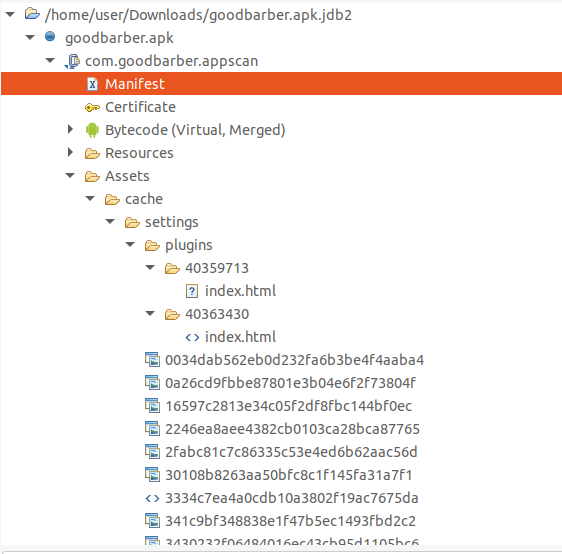 /home/user/Downloads/goodbarber.apk.jdb2
goodbarber.apk
com.goodbarber.appscan
Manifest
Certificate
Bytecode (Virtual, Merged)
Resources
Assets
cache
settings
plugins
40359713
index.html
40363430
index.html
0034dab562eb0d232fa6b3be4f4aaba4
0a26cd9fbbe87801e3b04e6f2f73804f
16597c2813e34c05f2df8fbc144bf0ec
2246ea8aee4382cb0103ca28bca87765
2fabc81c7c86335c53e4ed6b62aac56d
30108b8263aa50bfc8c1f145fa31a7f1
3334c7ea4a0cdb10a3802f19ac7675da
341c9bf348838e1f47b5ec1493fbd2c2
3430232f06484016ec43cb95d1105bc6